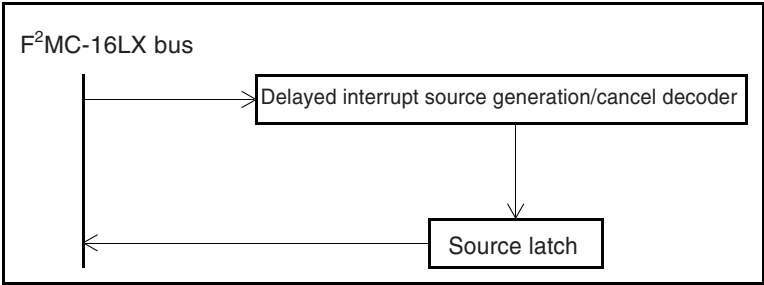 F²MC-16LX bus
Delayed interrupt source generation/cancel decoder
Source latch